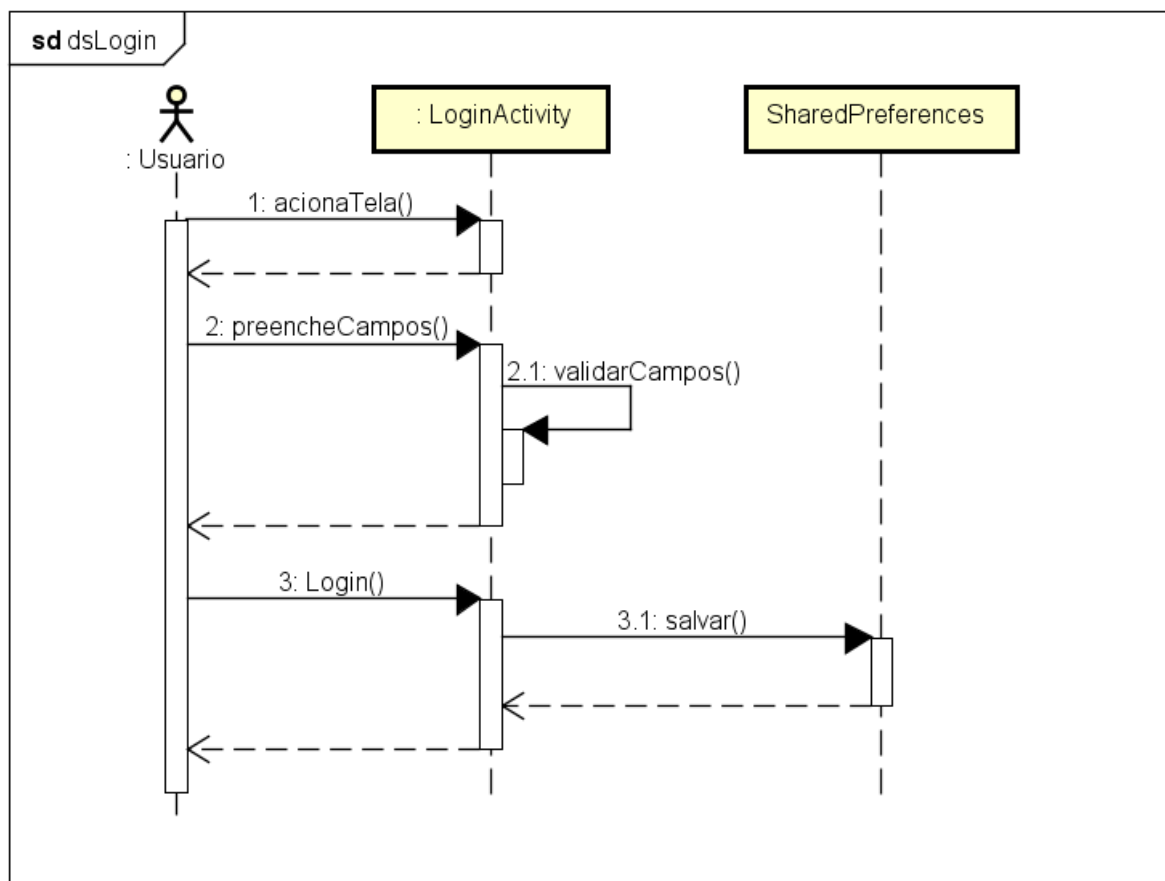 sd dsLogin
: Usuario
: LoginActivity
SharedPreferences
1: acionaTela()
2: preencheCampos()
2.1: validarCampos()
3: Login()
3.1: salvar()